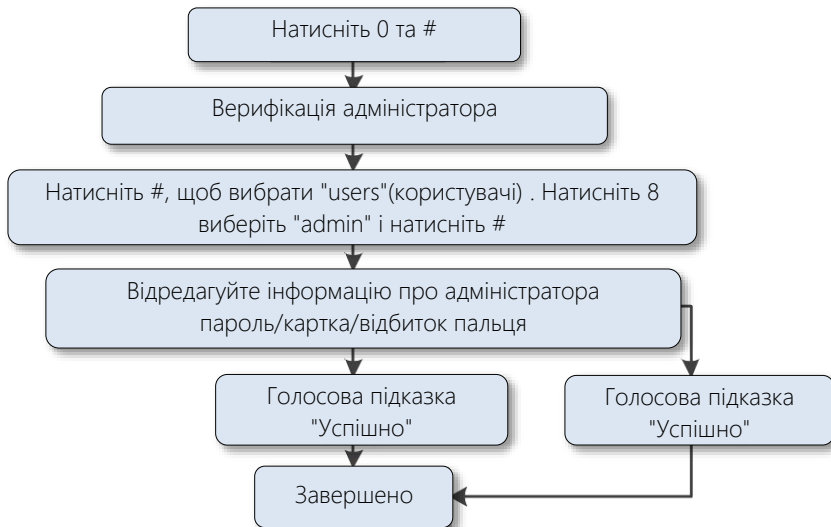 Натисніть 0 та #
Верифікація адміністратора
Натисніть #, щоб вибрати "users"(користувачі) . Натисніть 8
виберіть "admin" і натисніть #
Відредагуйте інформацію про адміністратора
пароль/картка/відбиток пальця
Голосова підказка
"Успішно"
Голосова підказка
"Успішно"
Завершено